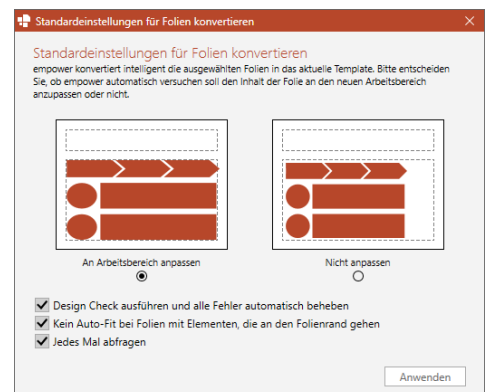 Standardeinstellungen für Folien konvertieren
Standardeinstellungen für Folien konvertieren
empower konvertiert intelligent die ausgewählten Folien in das aktuelle Template. Bitte entscheiden
Sie, ob empower automatisch versuchen soll den Inhalt der Folie an den neuen Arbeitsbereich
anzupassen oder nicht.
An Arbeitsbereich anpassen
Nicht anpassen
Design Check ausführen und alle Fehler automatisch beheben
Kein Auto-Fit bei Folien mit Elementen, die an den Folienrand gehen
Jedes Mal abfragen
Anwenden